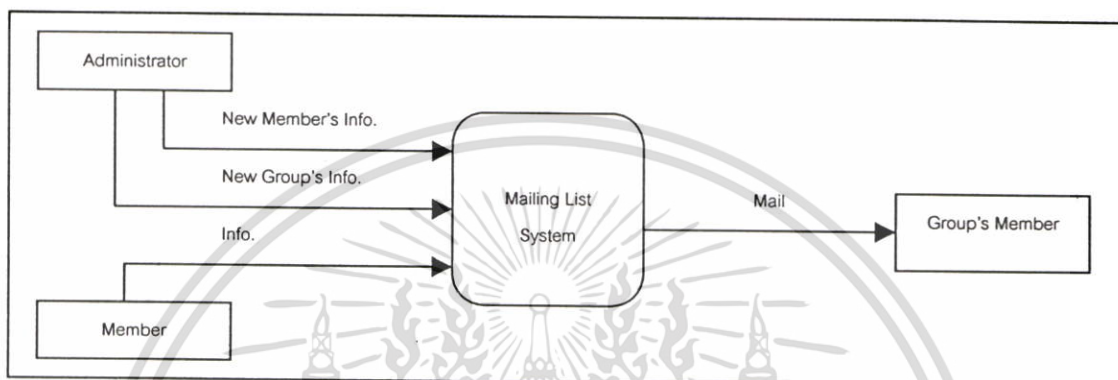 Administrator
New Member's Info.
New Group's Info.
Info.
Member
Mailing List
System
Mail
Group's Member